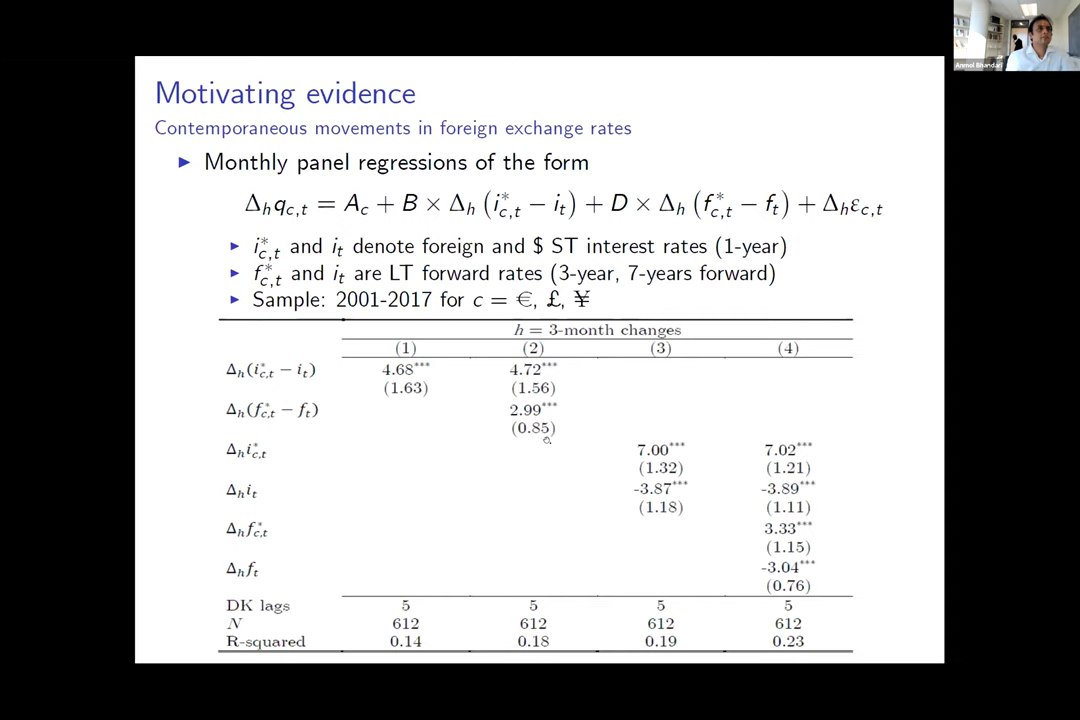 Anmol Bhandari
Motivating evidence
Contemporaneous movements in foreign exchange rates
► Monthly panel regressions of the form
Δ_h q_{c,t} = A_c + B × Δ_h (i*_{c,t} − i_t) + D × Δ_h (f*_{c,t} − f_t) + Δ_h ε_{c,t}
► i*_{c,t} and i_t denote foreign and $ ST interest rates (1-year)
► f*_{c,t} and i_t are LT forward rates (3-year, 7-years forward)
► Sample: 2001-2017 for c = €, £, ¥
h = 3-month changes
(1) (2) (3) (4)
Δ_h(i*_{c,t} − i_t) 4.68*** 4.72***
(1.63) (1.56)
Δ_h(f*_{c,t} − f_t) 2.99***
(0.85)
Δ_h i*_{c,t} 7.00*** 7.02***
(1.32) (1.21)
Δ_h i_t -3.87*** -3.89***
(1.18) (1.11)
Δ_h f*_{c,t} 3.33***
(1.15)
Δ_h f_t -3.04***
(0.76)
DK lags 5 5 5 5
N 612 612 612 612
R-squared 0.14 0.18 0.19 0.23